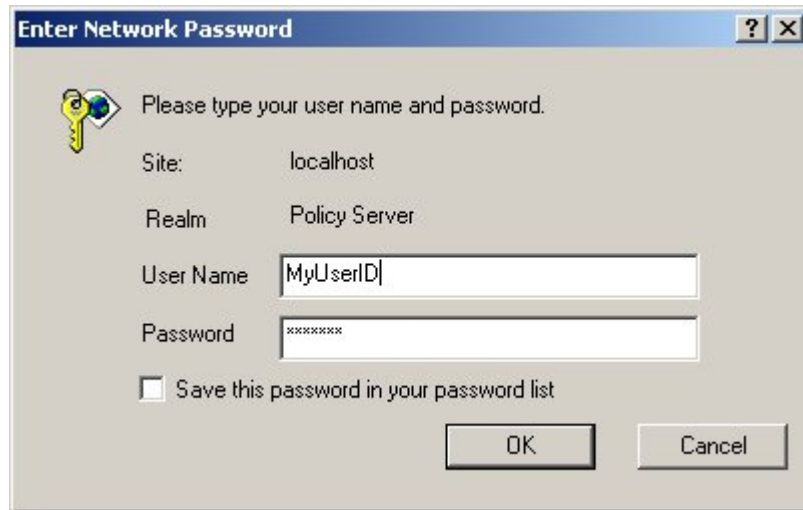 Enter Network Password
Please type your user name and password.
Site: localhost
Realm Policy Server
User Name MyUserID
Password *******
Save this password in your password list
OK Cancel